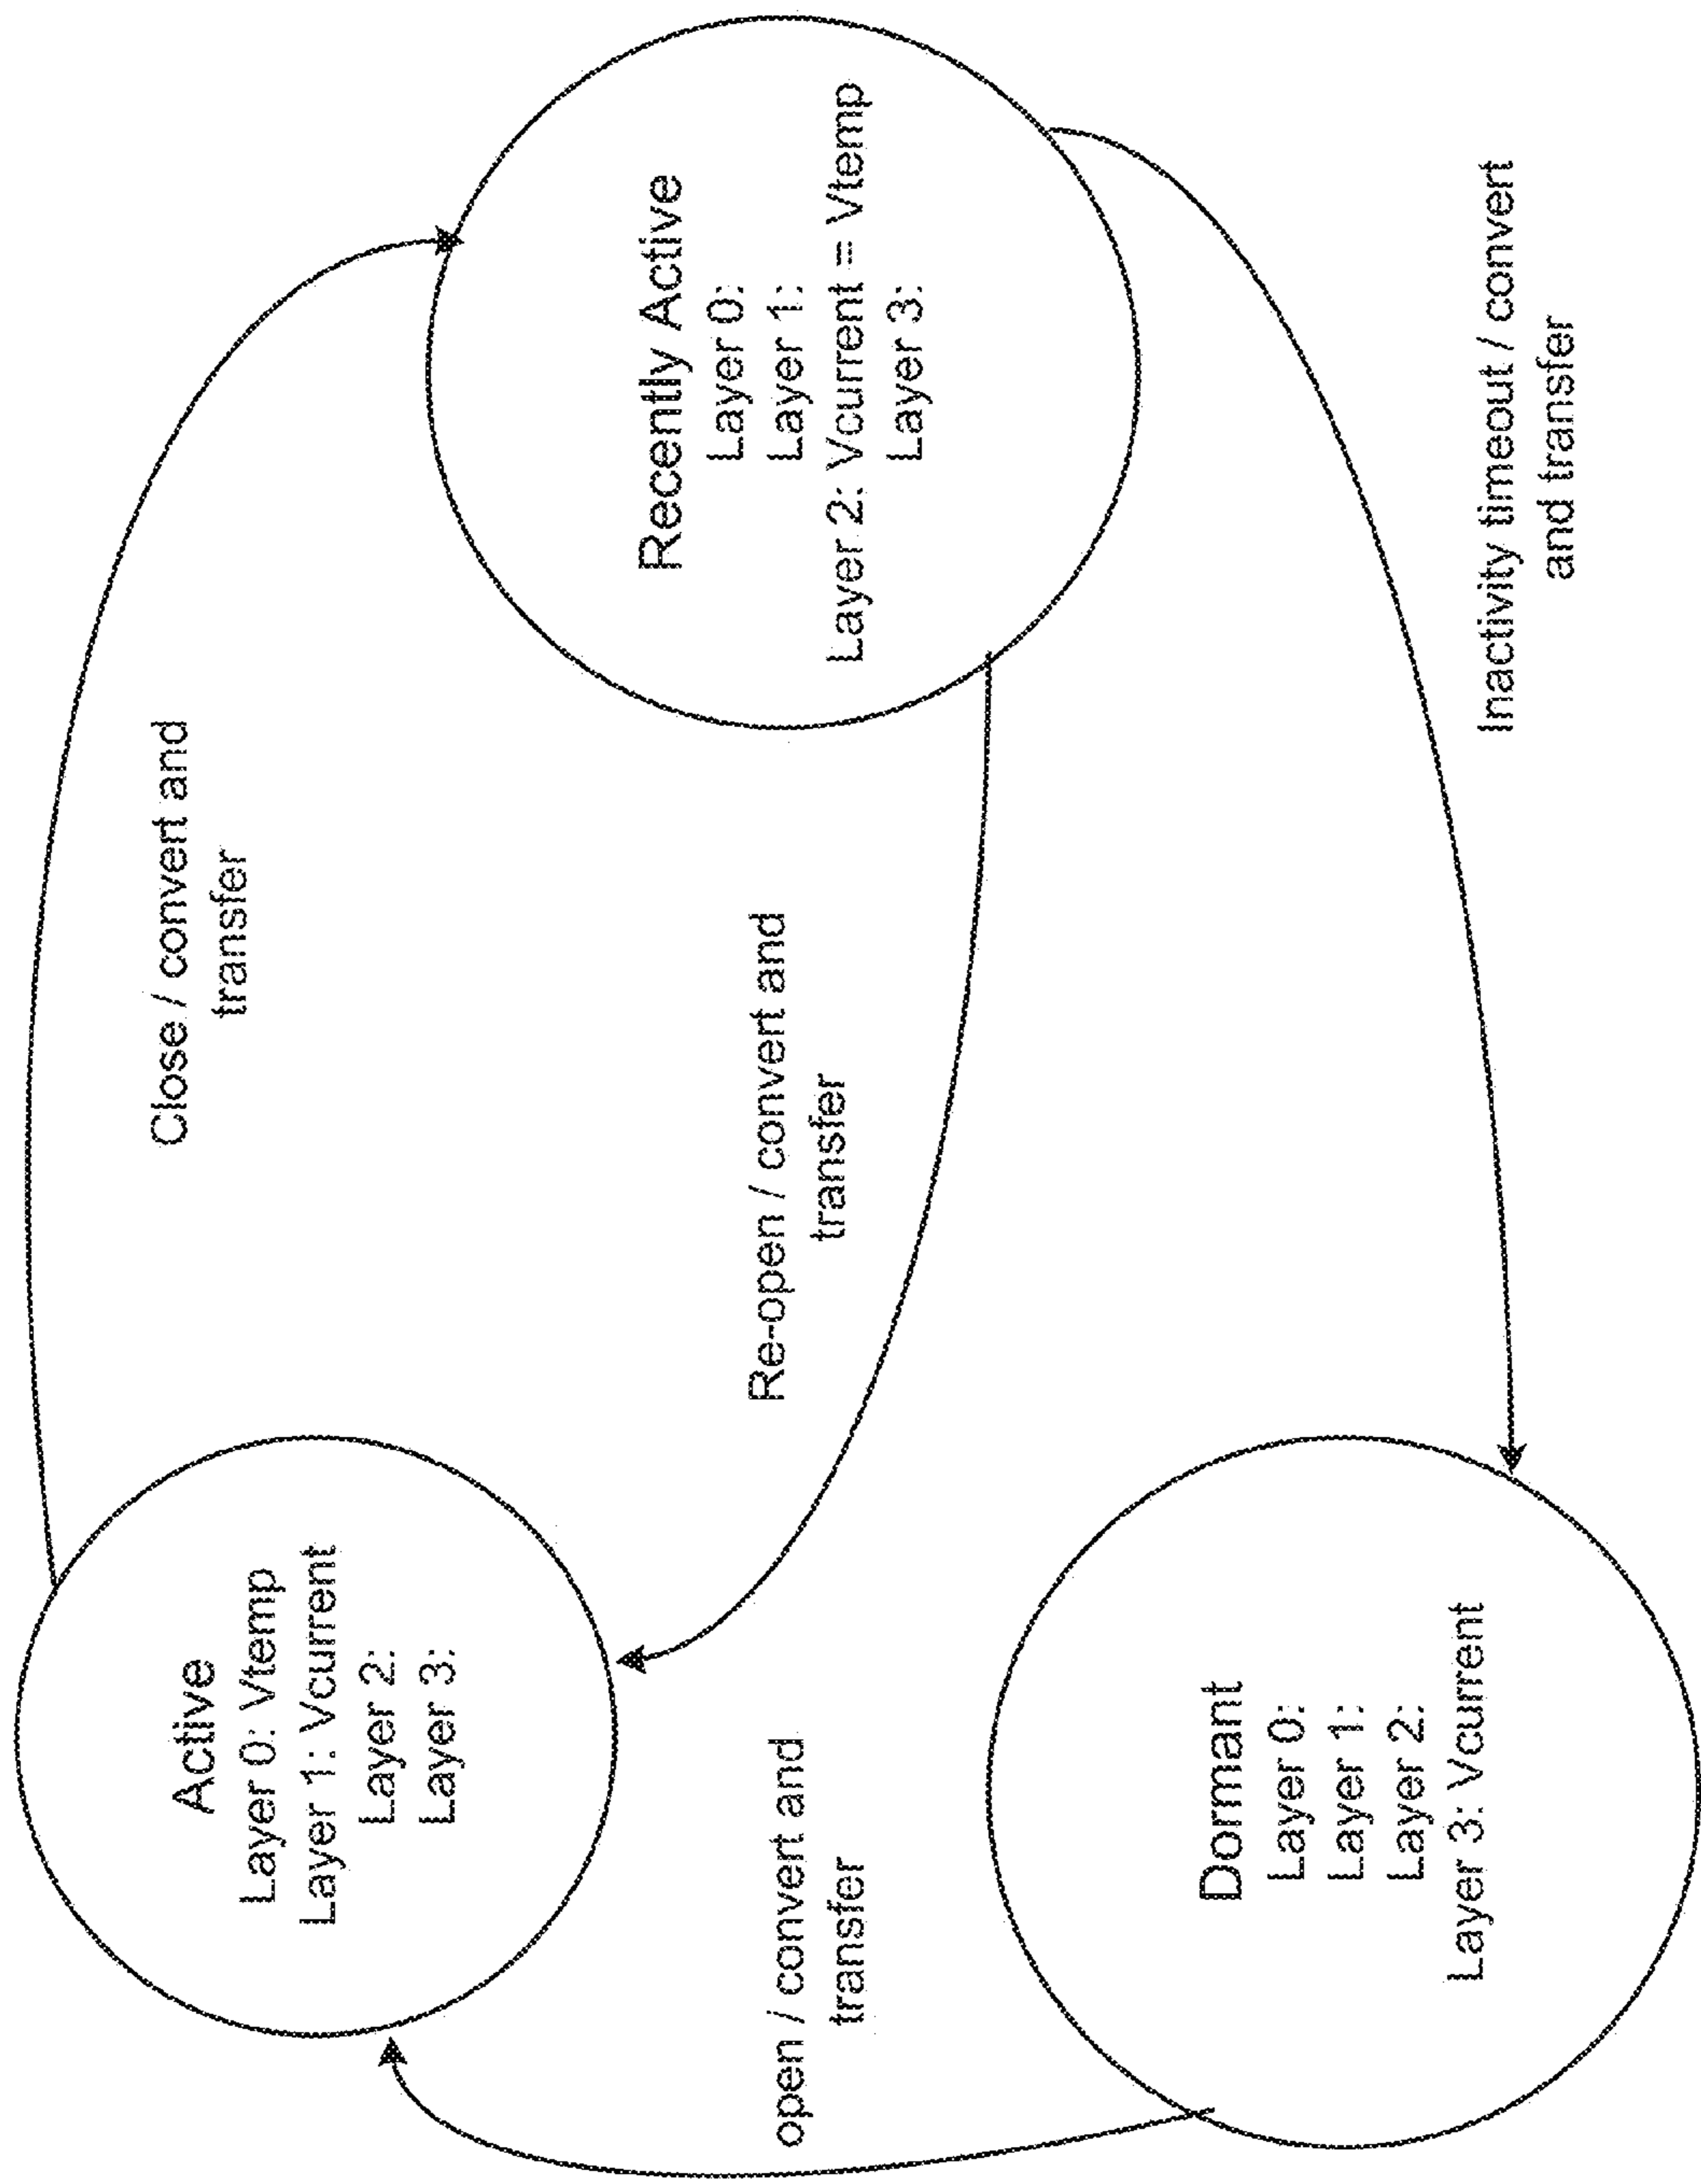 Active
Layer 0: Vtemp
Layer 1: Vcurrent
Layer 2:
Layer 3:
Close / convert and
transfer
Recently Active
Layer 0:
Layer 1:
Layer 2: Vcurrent = Vtemp
Layer 3:
Re-open / convert and
transfer
open / convert and
transfer
Dormant
Layer 0:
Layer 1:
Layer 2:
Layer 3: Vcurrent
Inactivity timeout / convert
and transfer